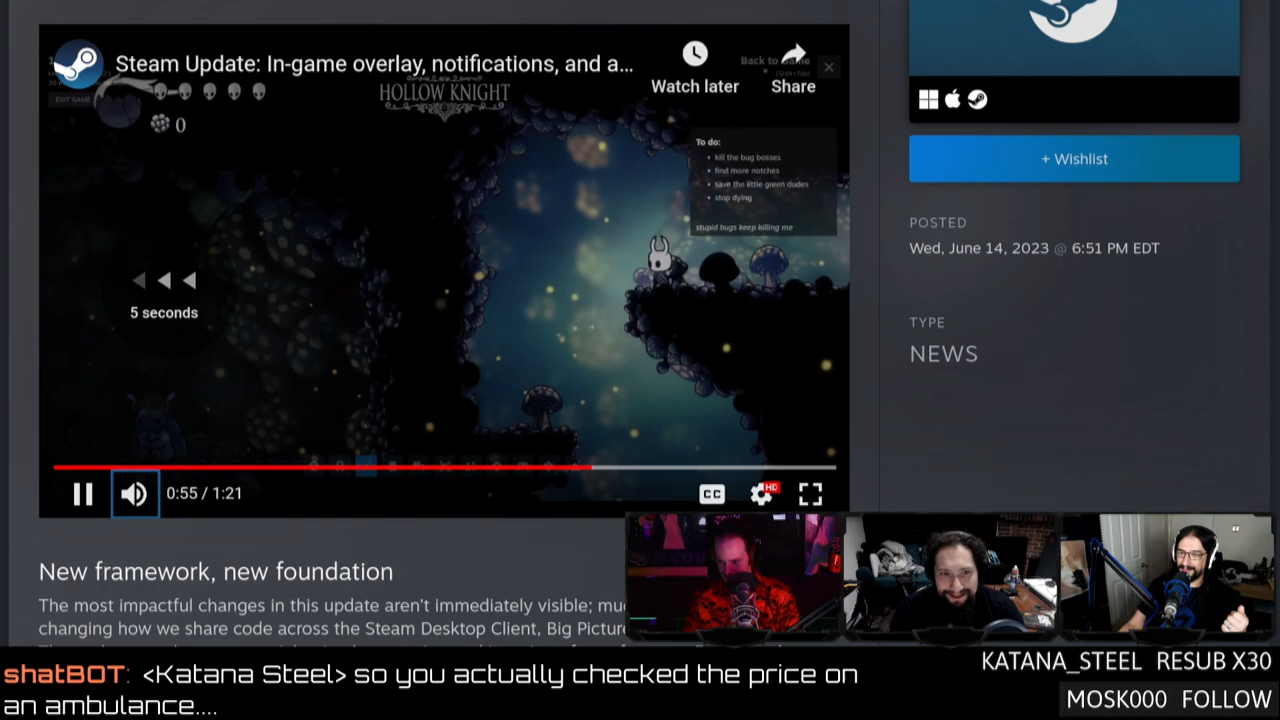 Steam Update: In-game overlay, notifications, and a...
Watch later
Share
Back to Game
EXIT GAME
HOLLOW KNIGHT
0
To do:
• kill the bug bosses
• find more notches
• save the little green dudes
• stop dying
stupid bugs keep killing me
5 seconds
0:55 / 1:21
CC
HD
+ Wishlist
POSTED
Wed, June 14, 2023 @ 6:51 PM EDT
TYPE
NEWS
New framework, new foundation
The most impactful changes in this update aren't immediately visible;
changing how we share code across the Steam Desktop Client, Big Picture
shatBOT: <Katana Steel> so you actually checked the price on
an ambulance....
KATANA_STEEL RESUB X30
MOSK000 FOLLOW